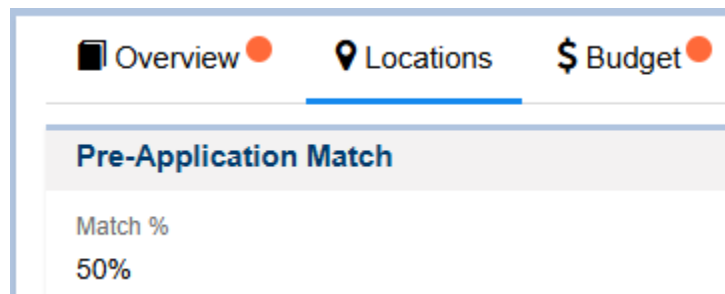 Overview Locations $ Budget
Pre-Application Match
Match %
50%